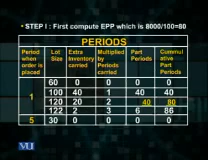 • STEP I : First compute EPP which is 8000/100=80
PERIODS
Period when order is placed | Lot Size | Extra Inventory carried | Multiplied by Periods carried | Part Periods | Commulative Part Periods
1 | 60 | 0 | 0 | 0 | 0
100 | 40 | 1 | 40 | 40
120 | 20 | 2 | 40 | 80
122 | 2 | 3 | 6 | 86
5 | 30 | 0 | 0 | 0 | 0